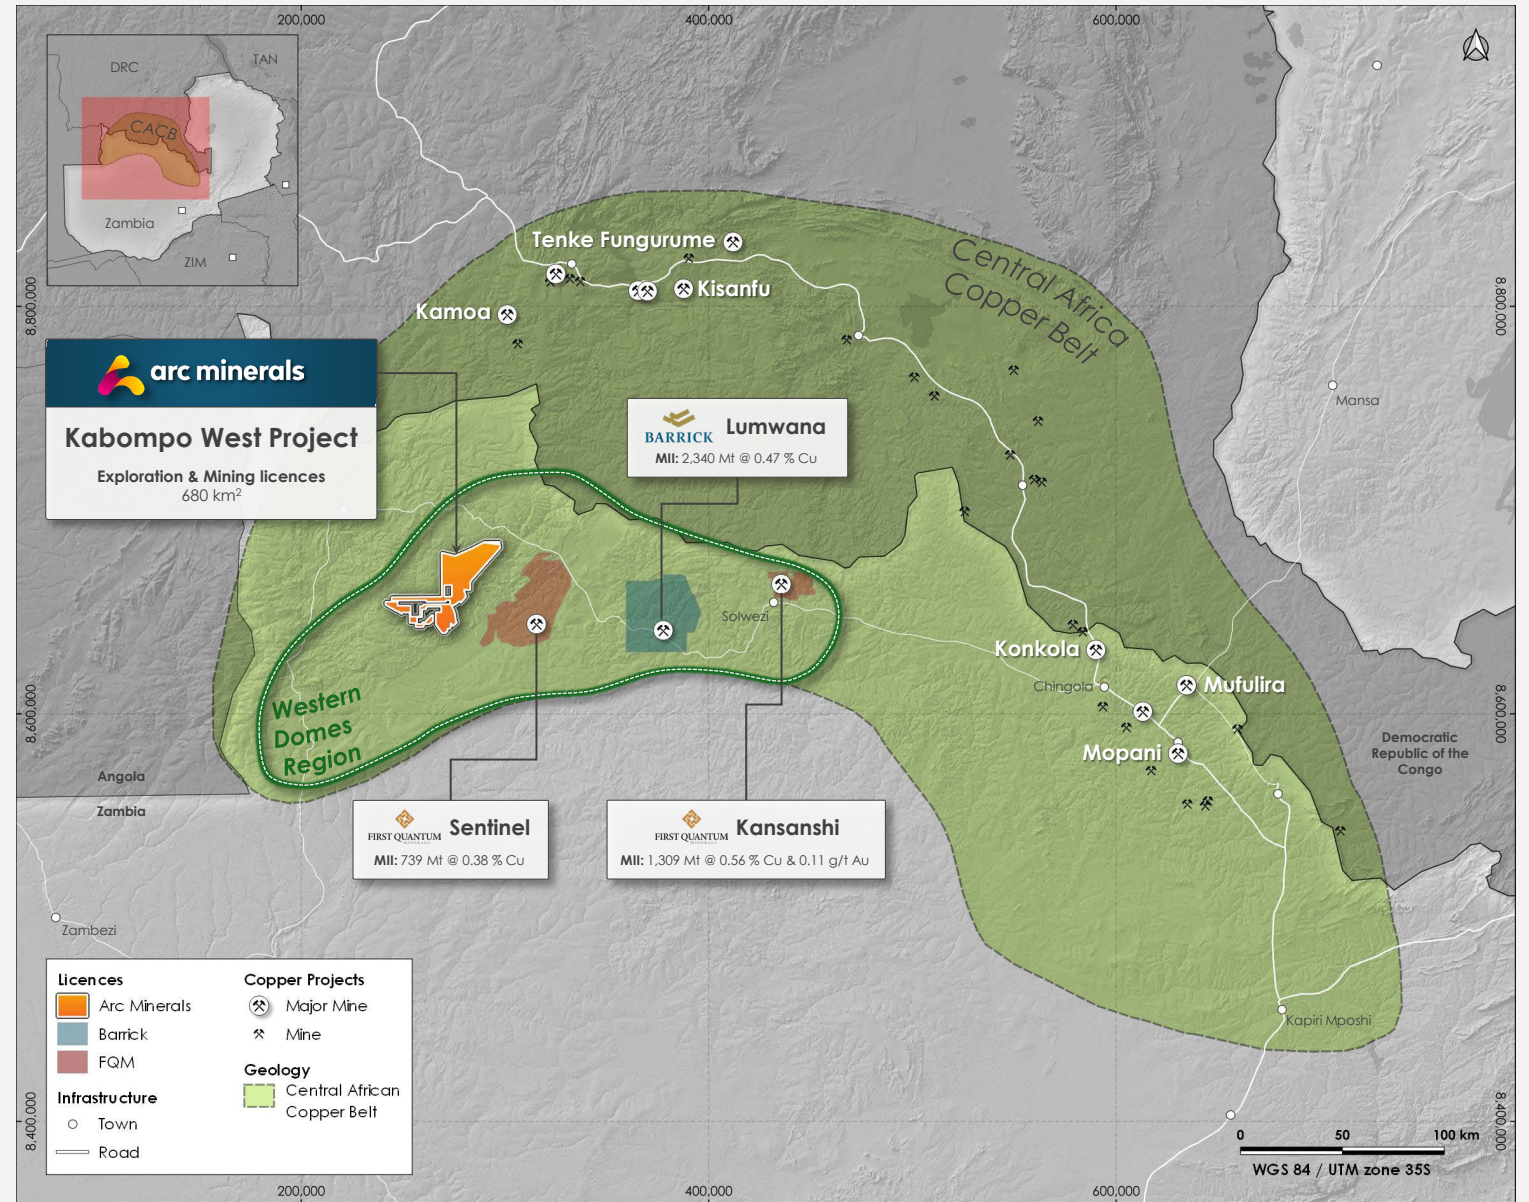 200,000
400,000
600,000
DRC
TAN
CACB
Zambia
ZIM
8,800,000
8,800,000
Central Africa
Copper Belt
Tenke Fungurume
Kisanfu
Kamoa
Mansa
arc minerals
Kabompo West Project
Exploration & Mining licences
680 km²
BARRICK
Lumwana
MII: 2,340 Mt @ 0.47 % Cu
Solwezi
Konkola
Chingola
Mufulira
Mopani
Western
Domes
Region
8,600,000
8,600,000
Democratic
Republic of the
Congo
Angola
Zambia
FIRST QUANTUM
MINERALS
Sentinel
MII: 739 Mt @ 0.38 % Cu
FIRST QUANTUM
MINERALS
Kansanshi
MII: 1,309 Mt @ 0.56 % Cu & 0.11 g/t Au
Zambezi
Kapiri Mposhi
Licences
Arc Minerals
Barrick
FQM
Infrastructure
Town
Road
Copper Projects
Major Mine
Mine
Geology
Central African
Copper Belt
8,400,000
8,400,000
0 50 100 km
WGS 84 / UTM zone 35S
200,000
400,000
600,000